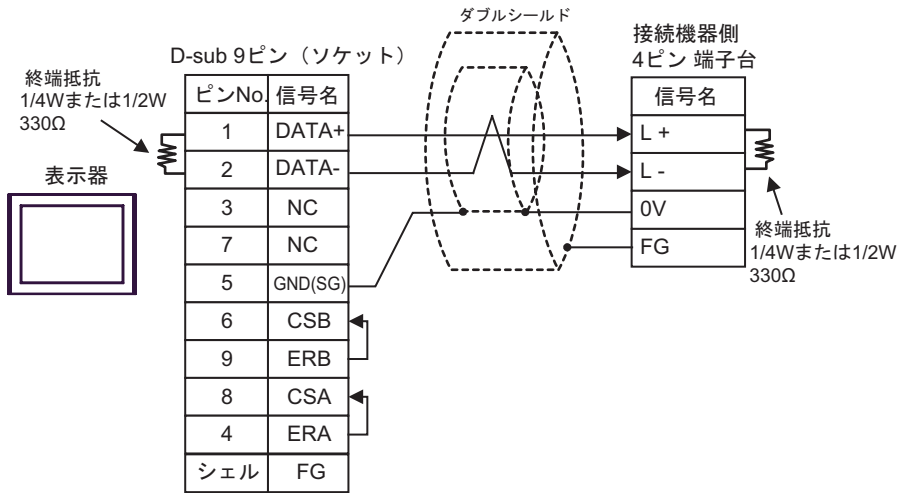 ダブルシールド
D-sub 9ピン（ソケット）
接続機器側
4ピン 端子台
終端抵抗
1/4Wまたは1/2W
330Ω
表示器
ピンNo. 信号名
1 DATA+
2 DATA-
3 NC
7 NC
5 GND(SG)
6 CSB
9 ERB
8 CSA
4 ERA
シェル FG
信号名
L +
L -
0V
FG
終端抵抗
1/4Wまたは1/2W
330Ω